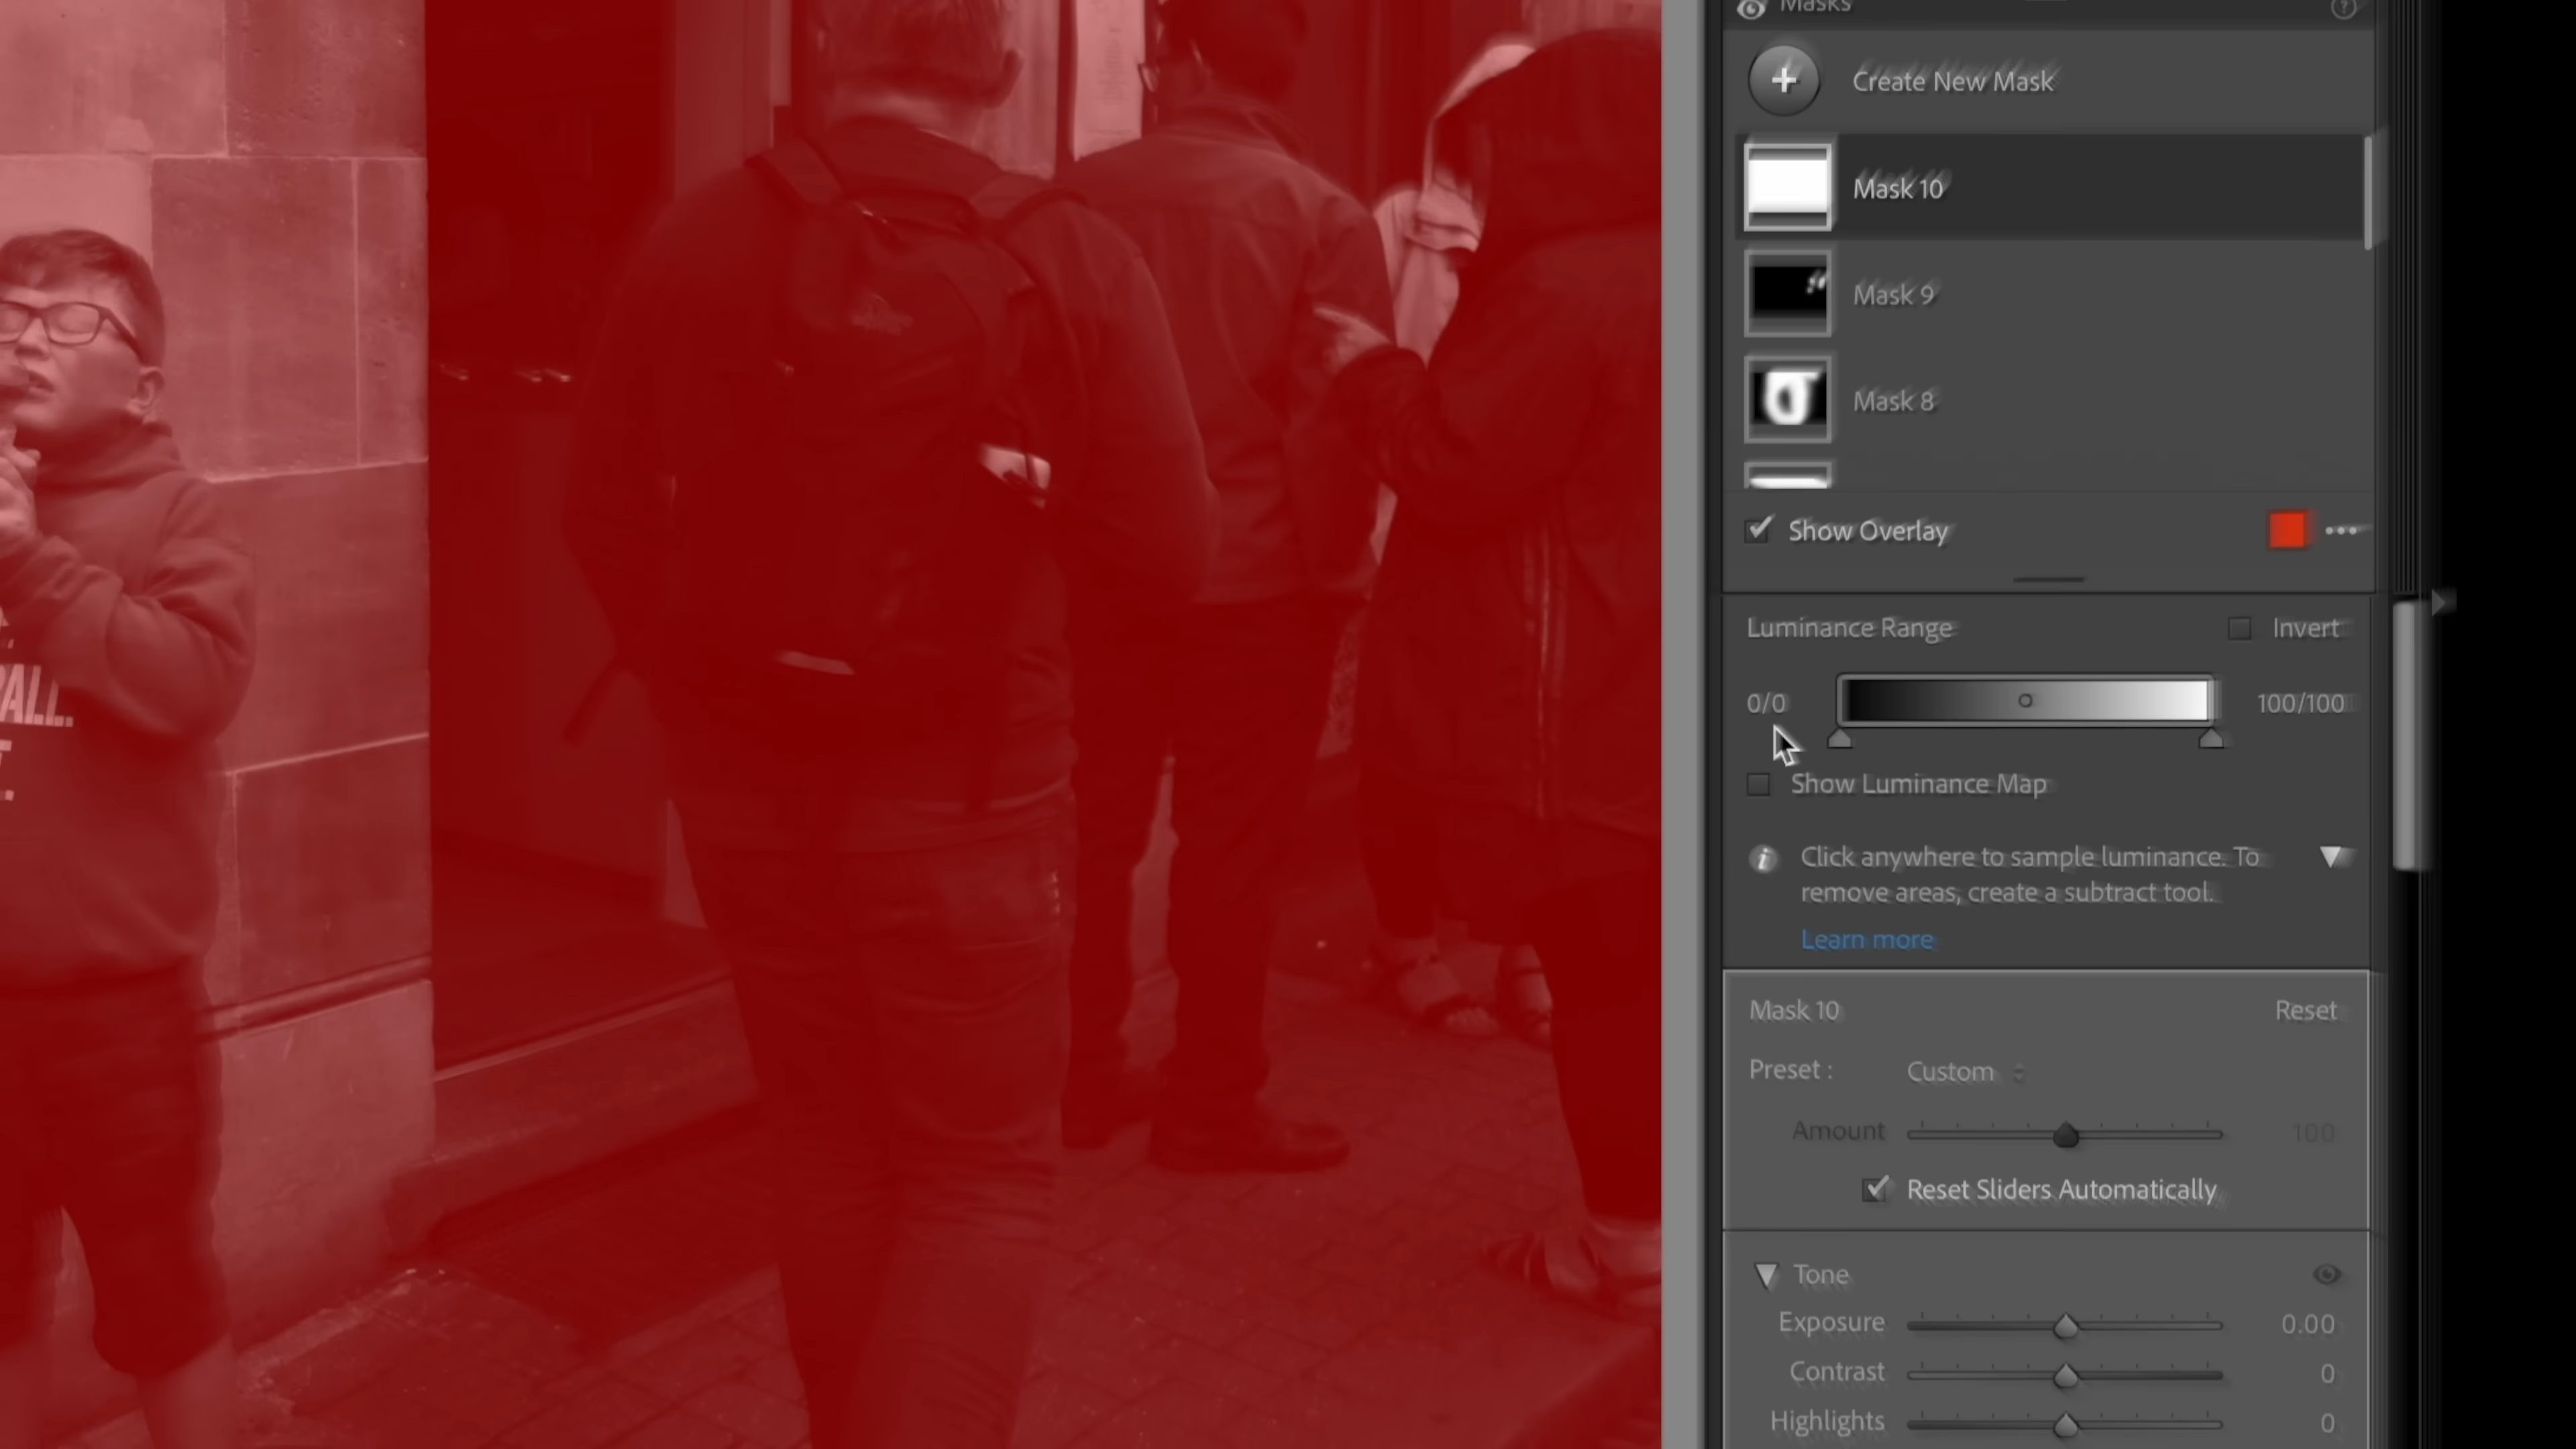 Masks
Create New Mask
Mask 10
Mask 9
Mask 8
Show Overlay
Luminance Range
Invert
0/0
100/100
Show Luminance Map
Click anywhere to sample luminance. To
remove areas, create a subtract tool.
Learn more
Mask 10
Reset
Preset :
Custom
Amount
100
Reset Sliders Automatically
Tone
Exposure
0.00
Contrast
0
Highlights
0